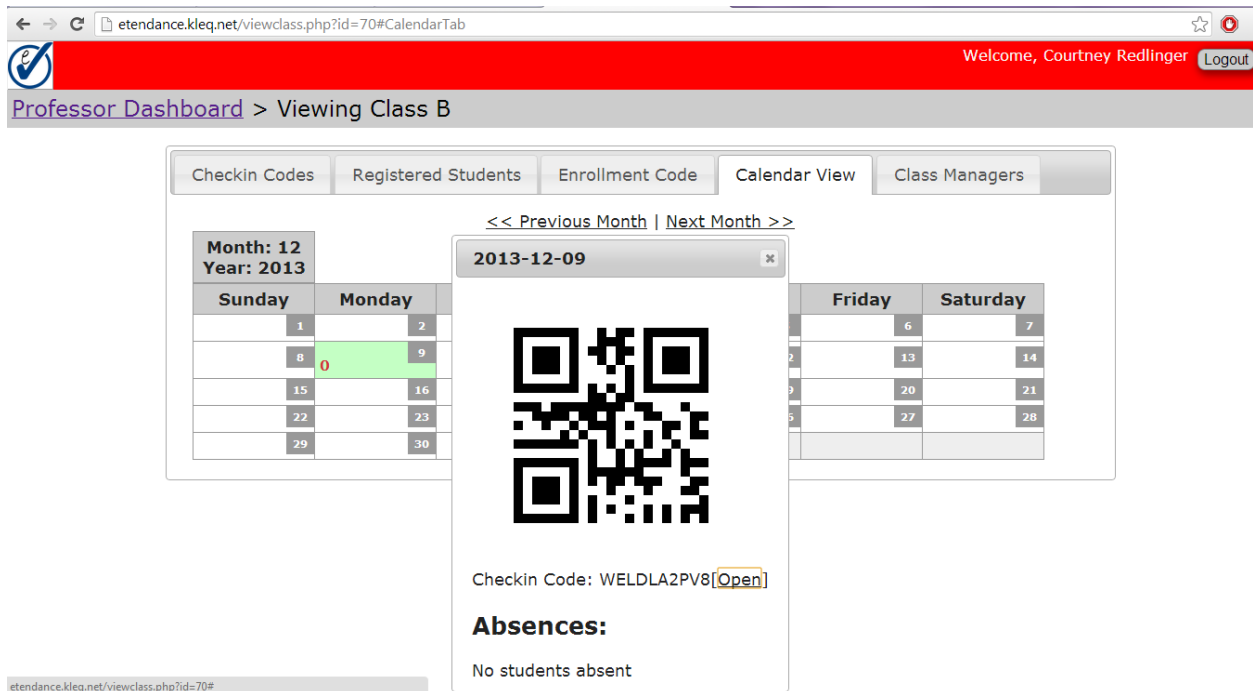 etendance.kleq.net/viewclass.php?id=70#CalendarTab
Welcome, Courtney Redlinger Logout
Professor Dashboard > Viewing Class B
Checkin Codes Registered Students Enrollment Code Calendar View Class Managers
<< Previous Month | Next Month >>
Month: 12
Year: 2013
Sunday Monday Friday Saturday
1 2 6 7
8 0 9 2 13 14
15 16 9 20 21
22 23 27 28
29 30
2013-12-09
Checkin Code: WELDLA2PV8[Open]
Absences:
No students absent
etendance.kleq.net/viewclass.php?id=70#